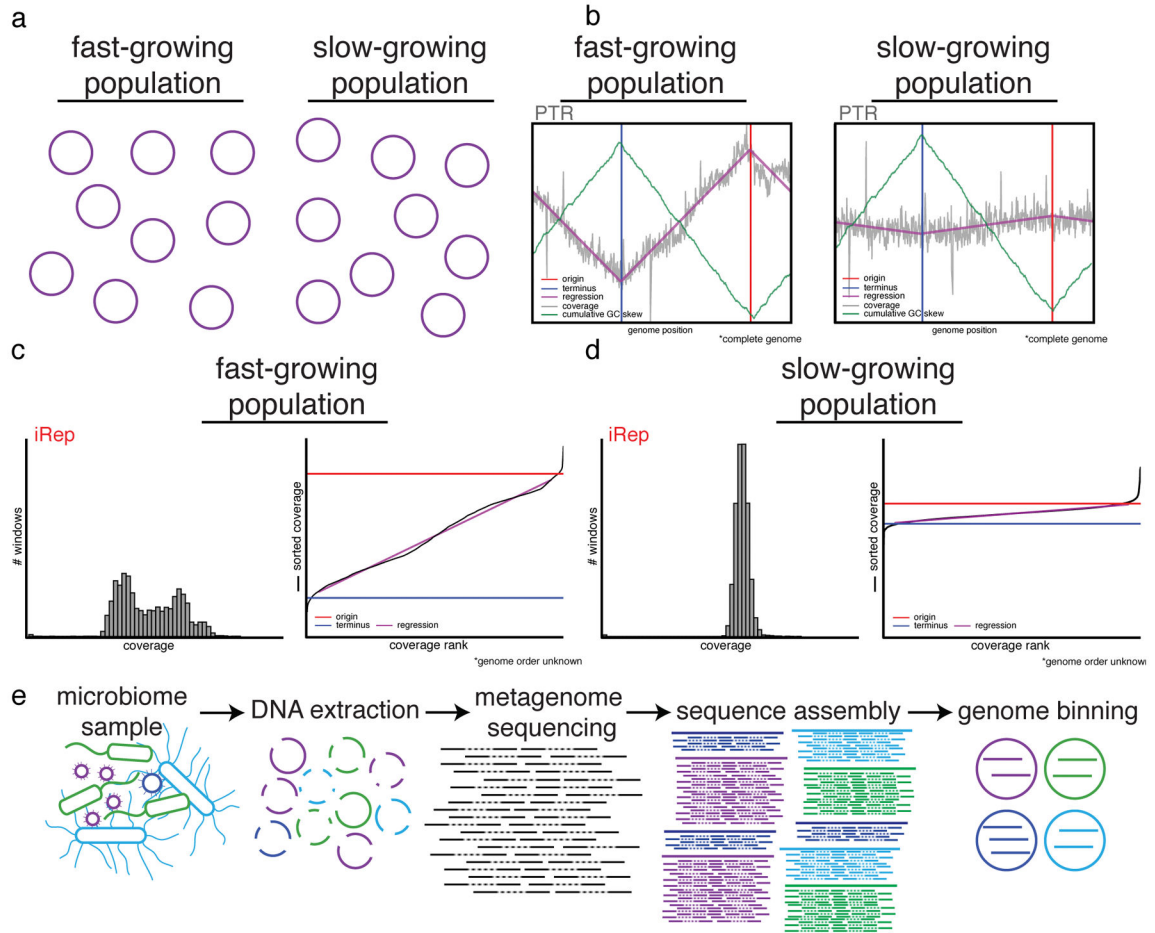 a
fast-growing
population
slow-growing
population
b
fast-growing
population
slow-growing
population
PTR
origin
terminus
regression
coverage
cumulative GC skew
genome position
*complete genome
PTR
origin
terminus
regression
coverage
cumulative GC skew
genome position
*complete genome
c
fast-growing
population
iRep
# windows
coverage
sorted coverage
origin
terminus
regression
coverage rank
*genome order unknown
d
slow-growing
population
iRep
# windows
coverage
sorted coverage
origin
terminus
regression
coverage rank
*genome order unknown
e
microbiome
sample
DNA extraction
metagenome
sequencing
sequence assembly
genome binning